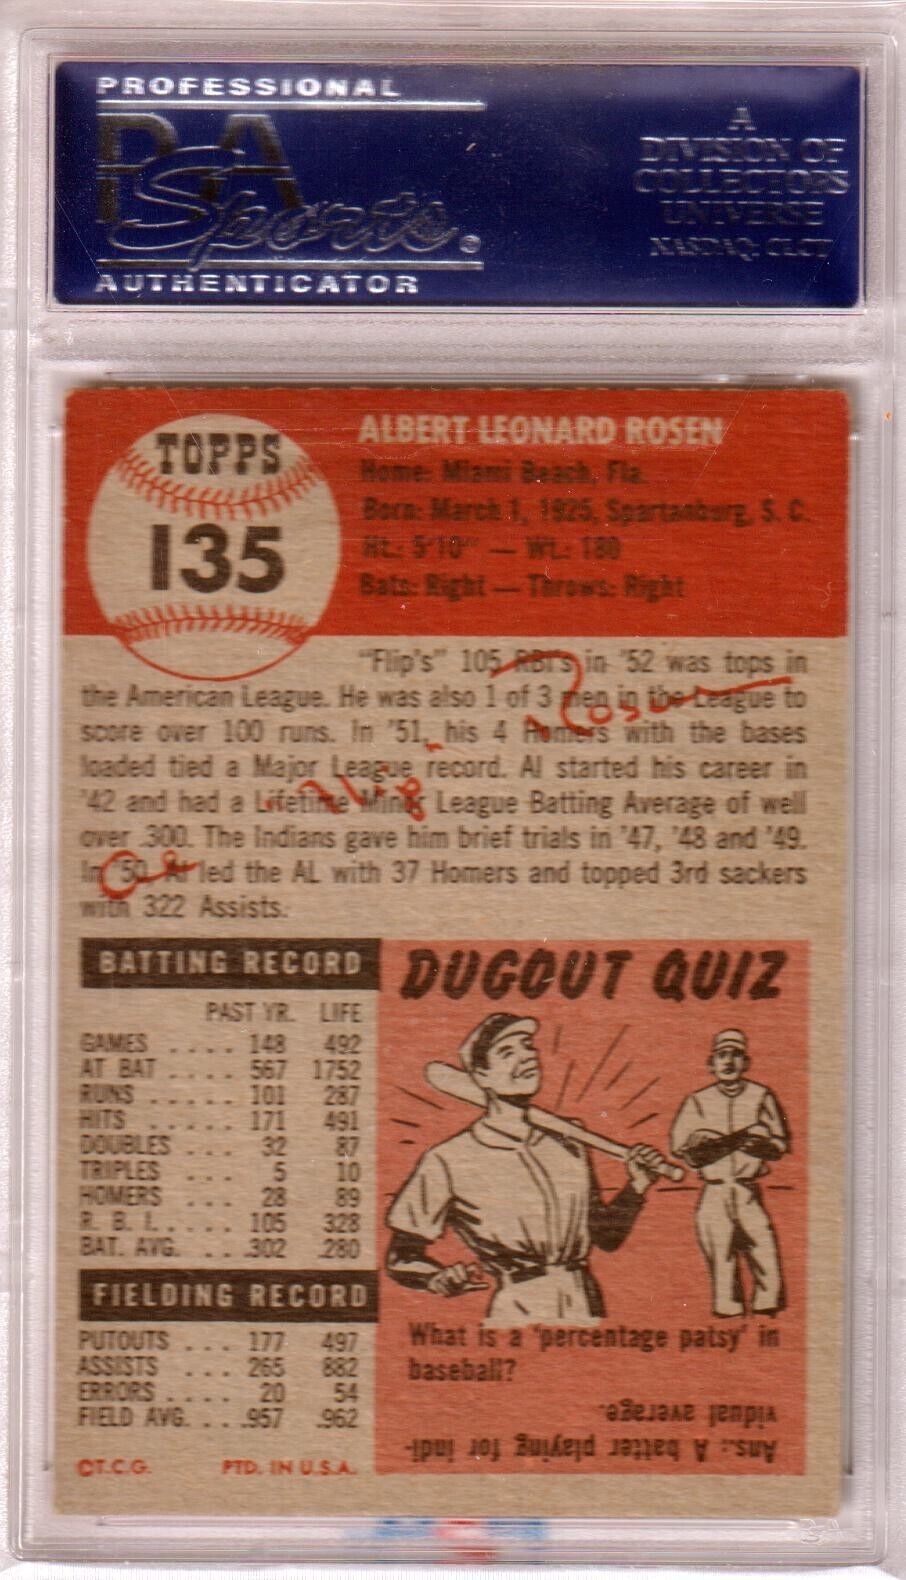 PROFESSIONAL
PSA
Sports®
AUTHENTICATOR
A
DIVISION OF
COLLECTORS
UNIVERSE
NASDAQ: CLCT
TOPPS
135
ALBERT LEONARD ROSEN
Home: Miami Beach, Fla.
Born: March 1, 1925, Spartanburg, S. C.
Ht.: 5'10" — Wt.: 180
Bats: Right — Throws: Right
"Flip's" 105 RBI's in '52 was tops in
the American League. He was also 1 of 3 men in the League to
score over 100 runs. In '51, his 4 Homers with the bases
loaded tied a Major League record. Al started his career in
'42 and had a Lifetime Minor League Batting Average of well
over .300. The Indians gave him brief trials in '47, '48 and '49.
In '50 Al led the AL with 37 Homers and topped 3rd sackers
with 322 Assists.
Al "Flip" Rosen
BATTING RECORD
PAST YR. LIFE
GAMES .... 148 492
AT BAT .... 567 1752
RUNS ..... 101 287
HITS ..... 171 491
DOUBLES ... 32 87
TRIPLES .... 5 10
HOMERS ... 28 89
R. B. I. .... 105 328
BAT. AVG. ... .302 .280
FIELDING RECORD
PUTOUTS ... 177 497
ASSISTS ... 265 882
ERRORS .... 20 54
FIELD AVG. ... .957 .962
©T.C.G. PTD. IN U.S.A.
DUGOUT QUIZ
What is a 'percentage patsy' in
baseball?
Ans.: A batter playing for indi-
vidual average.